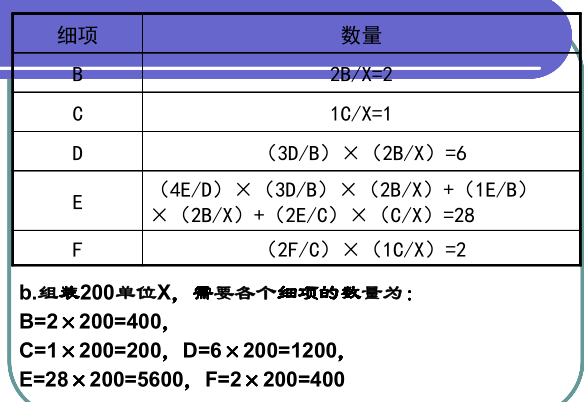 细项 数量
B 2B/X=2
C 1C/X=1
D （3D/B）×（2B/X）=6
E （4E/D）×（3D/B）×（2B/X）+（1E/B）
×（2B/X）+（2E/C）×（C/X）=28
F （2F/C）×（1C/X）=2
b.组装200单位X，需要各个细项的数量为：
B=2×200=400，
C=1×200=200，D=6×200=1200，
E=28×200=5600，F=2×200=400